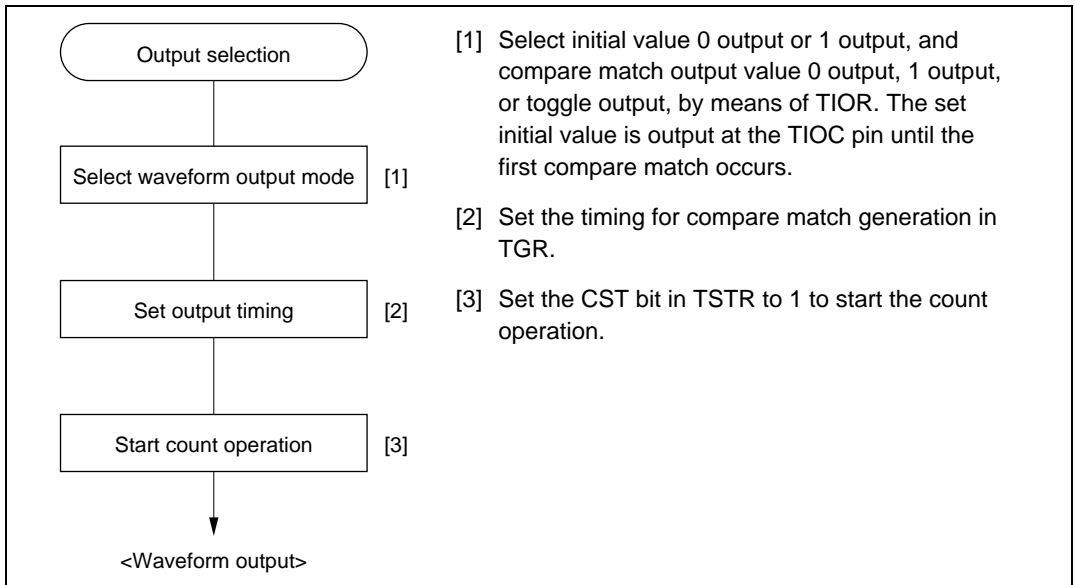 Output selection
Select waveform output mode [1]
Set output timing [2]
Start count operation [3]
<Waveform output>
[1] Select initial value 0 output or 1 output, and
compare match output value 0 output, 1 output,
or toggle output, by means of TIOR. The set
initial value is output at the TIOC pin until the
first compare match occurs.
[2] Set the timing for compare match generation in
TGR.
[3] Set the CST bit in TSTR to 1 to start the count
operation.